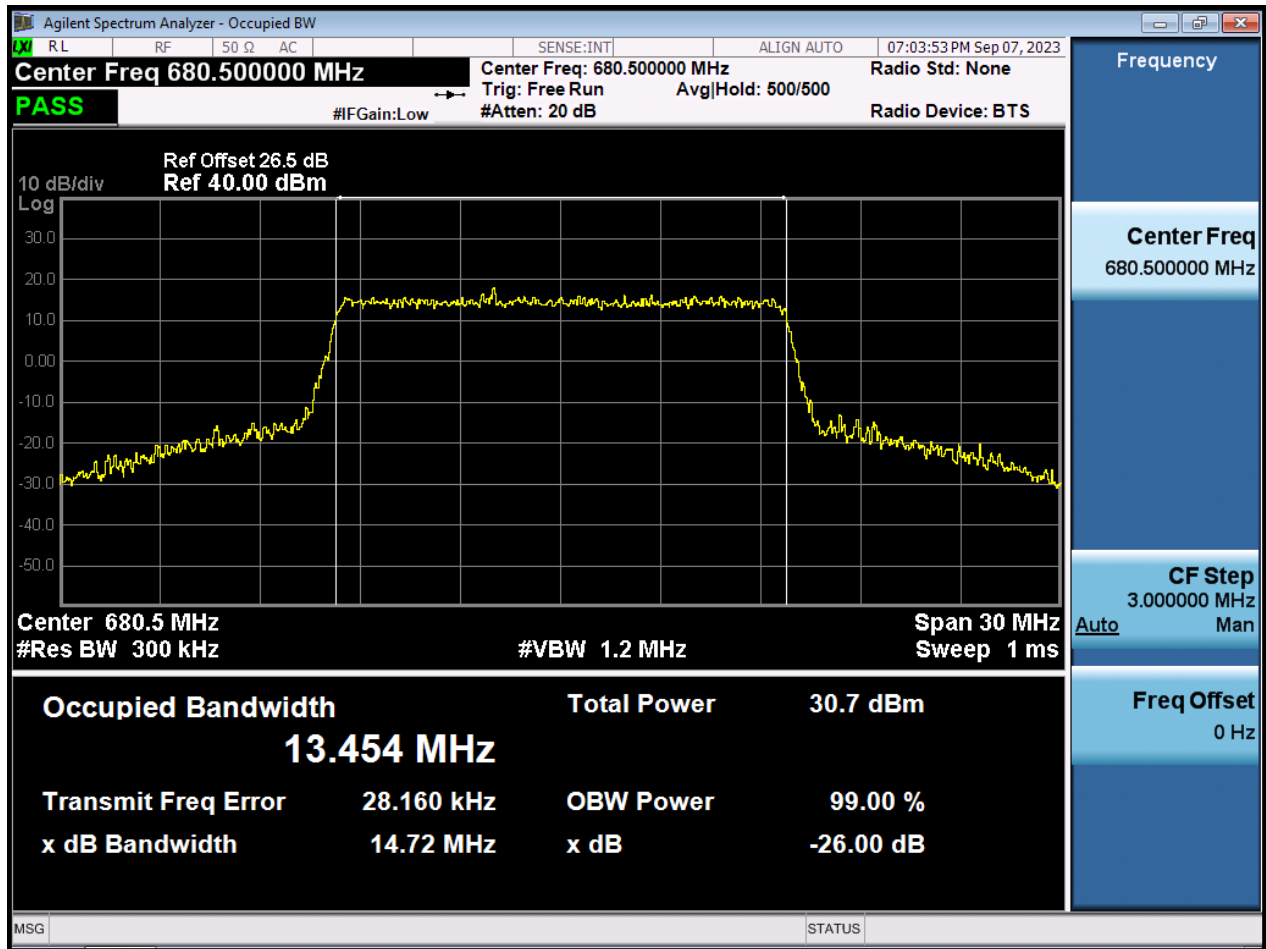 Agilent Spectrum Analyzer - Occupied BW
LXI RL RF 50 Ω AC SENSE:INT ALIGN AUTO 07:03:53 PM Sep 07, 2023
Center Freq 680.500000 MHz
Center Freq: 680.500000 MHz
Radio Std: None
Trig: Free Run Avg|Hold: 500/500
PASS
#IFGain:Low
#Atten: 20 dB
Radio Device: BTS
Ref Offset 26.5 dB
10 dB/div Ref 40.00 dBm
Log
30.0
20.0
10.0
0.00
-10.0
-20.0
-30.0
-40.0
-50.0
Center 680.5 MHz Span 30 MHz
#Res BW 300 kHz #VBW 1.2 MHz Sweep 1 ms
Occupied Bandwidth Total Power 30.7 dBm
13.454 MHz
Transmit Freq Error 28.160 kHz OBW Power 99.00 %
x dB Bandwidth 14.72 MHz x dB -26.00 dB
MSG STATUS
Frequency
Center Freq
680.500000 MHz
CF Step
3.000000 MHz
Auto Man
Freq Offset
0 Hz